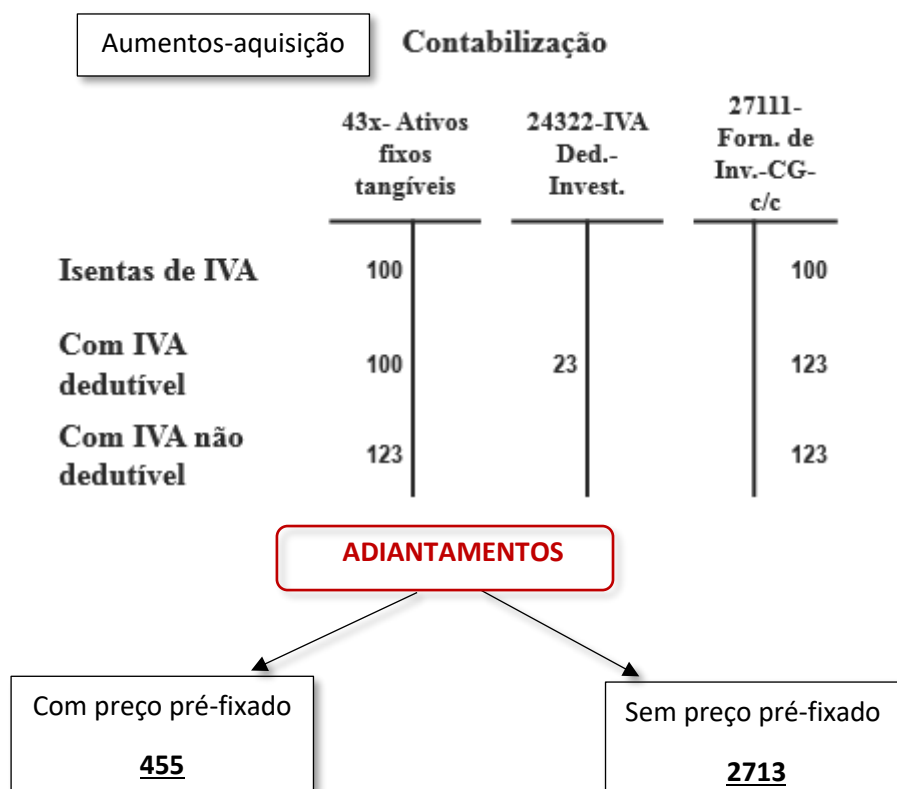 Aumentos-aquisição
Contabilização
43x- Ativos
fixos
tangíveis
24322-IVA
Ded.-
Invest.
27111-
Forn. de
Inv.-CG-
c/c
Isentas de IVA
100
100
Com IVA
dedutível
100
23
123
Com IVA não
dedutível
123
123
ADIANTAMENTOS
Com preço pré-fixado
455
Sem preço pré-fixado
2713